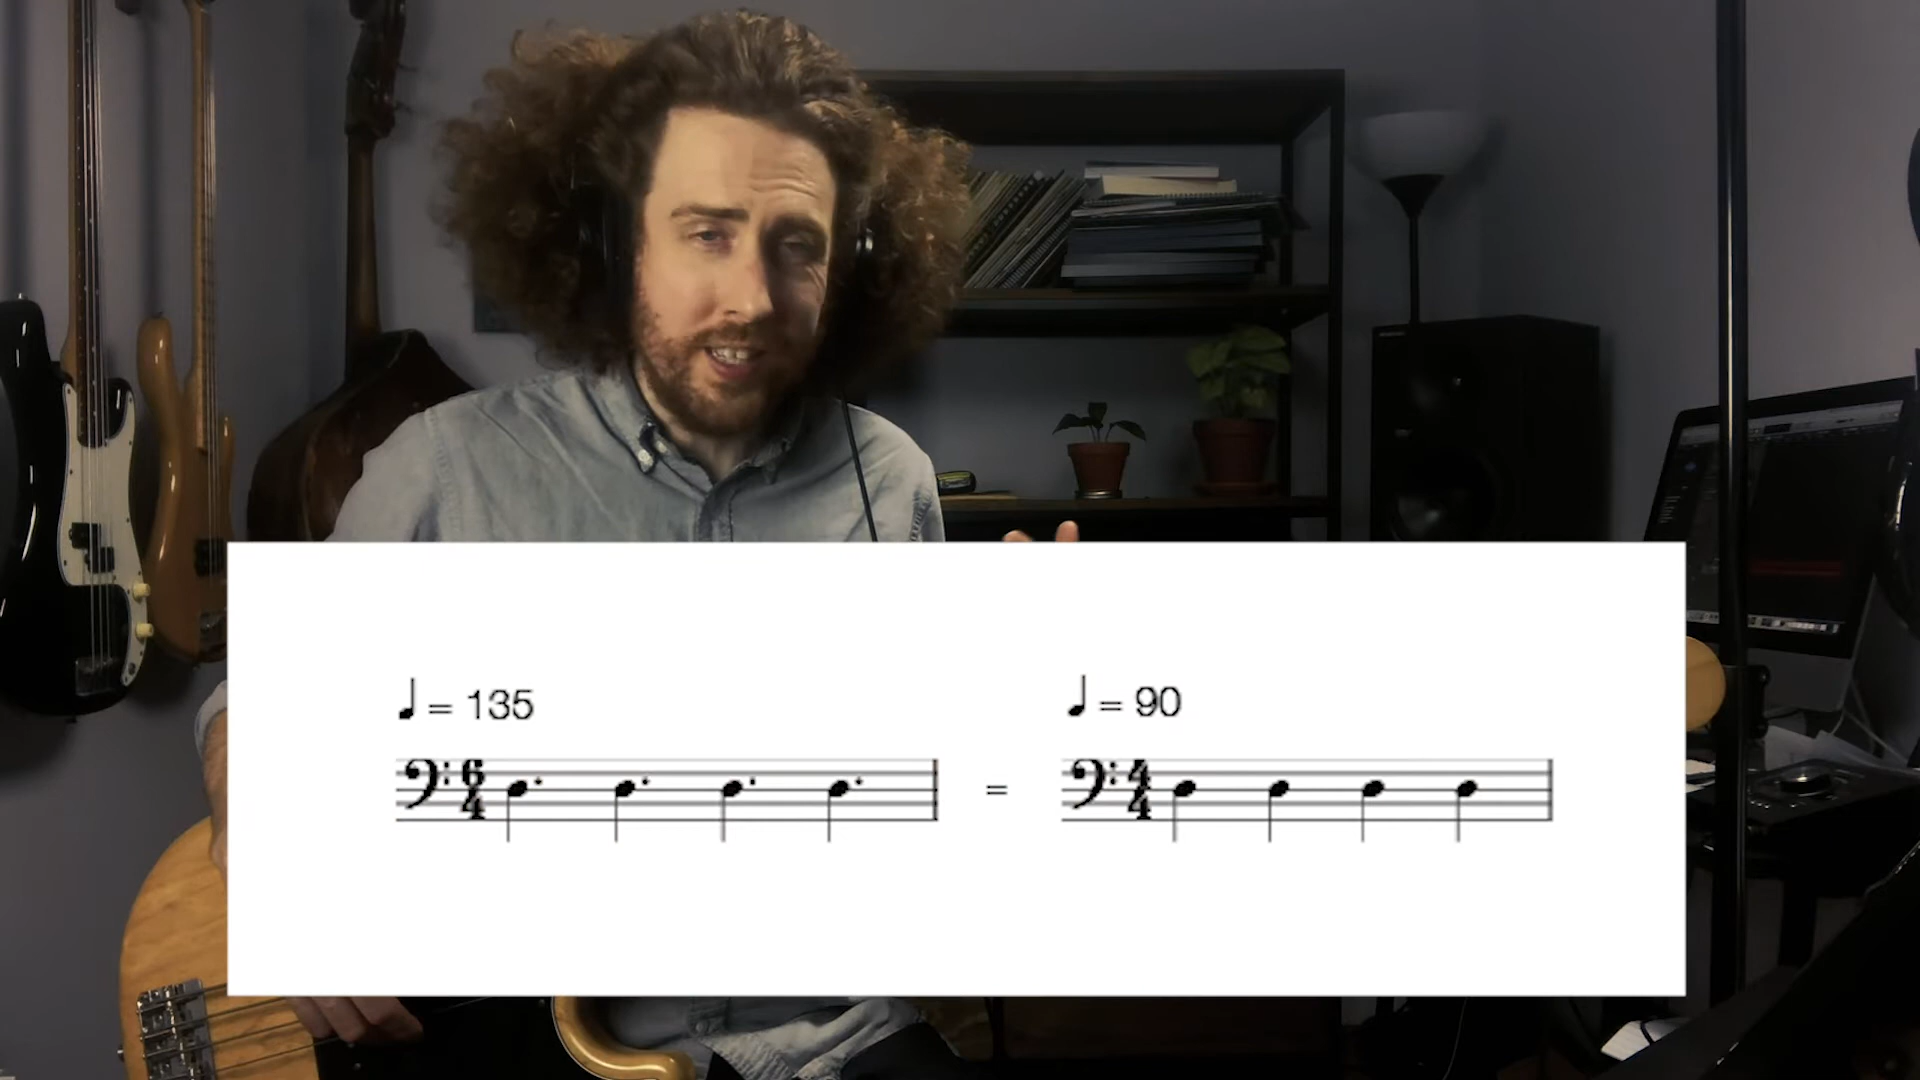 ♩ = 135
♩ = 90
6
4
=
4
4